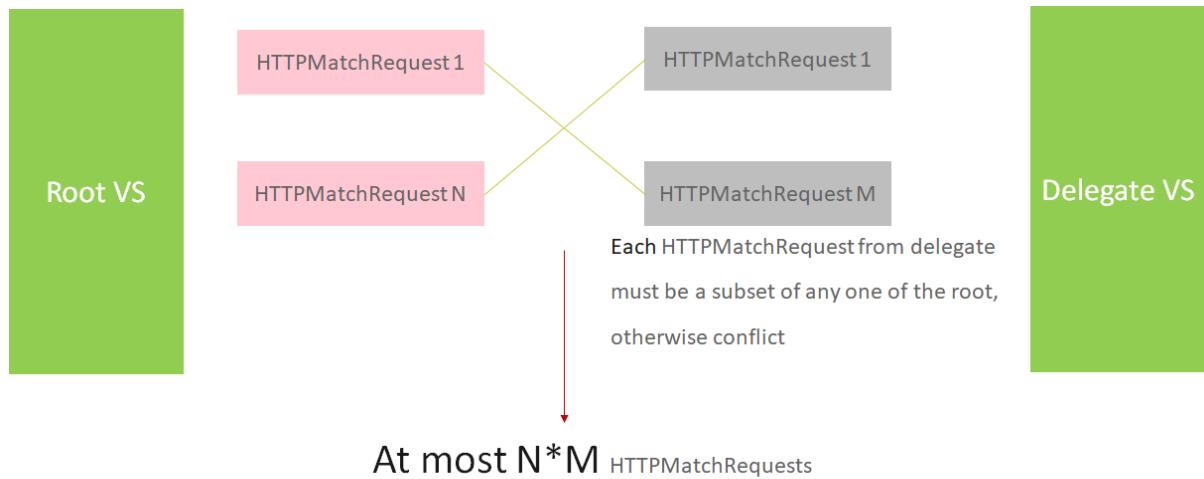 Root VS
HTTPMatchRequest 1
HTTPMatchRequest 1
HTTPMatchRequest N
HTTPMatchRequest M
Delegate VS
Each HTTPMatchRequest from delegate
must be a subset of any one of the root,
otherwise conflict
At most N*M HTTPMatchRequests